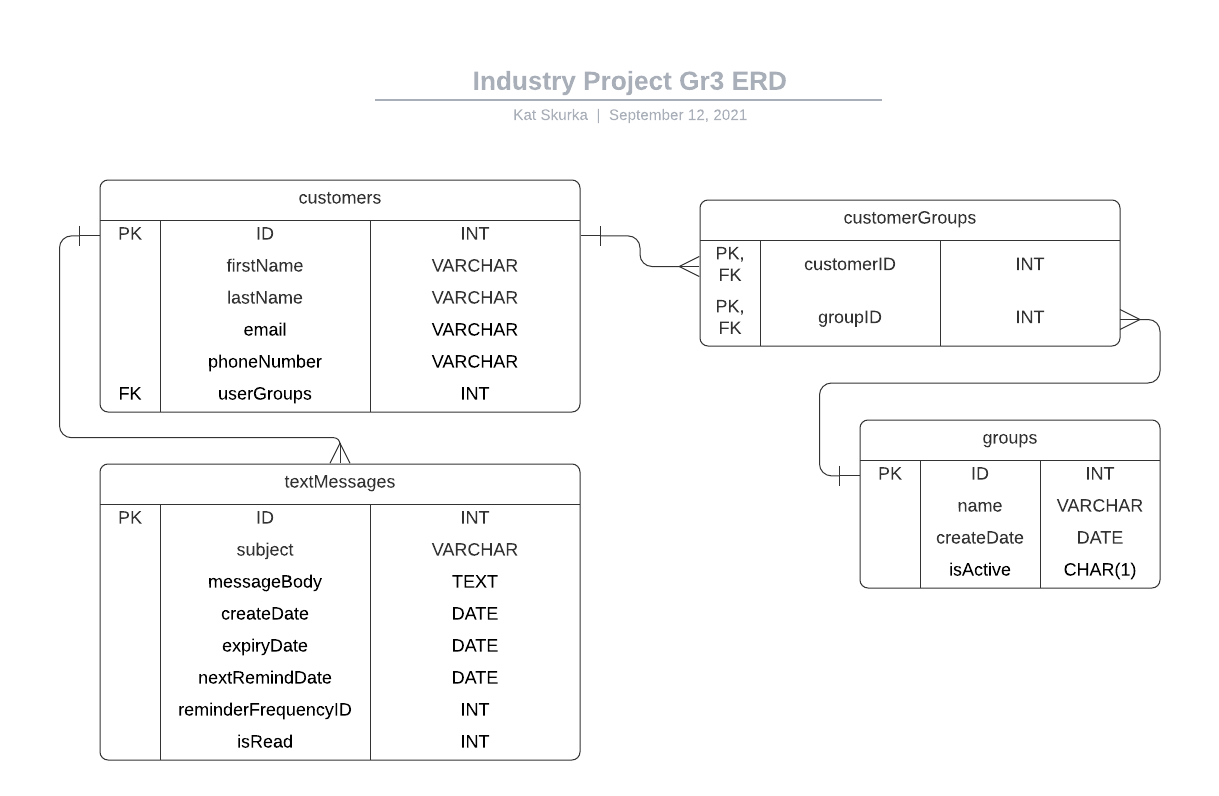 Industry Project Gr3 ERD
Kat Skurka | September 12, 2021
customers
PK ID INT
firstName VARCHAR
lastName VARCHAR
email VARCHAR
phoneNumber VARCHAR
FK userGroups INT
customerGroups
PK,
FK customerID INT
PK,
FK groupID INT
groups
PK ID INT
name VARCHAR
createDate DATE
isActive CHAR(1)
textMessages
PK ID INT
subject VARCHAR
messageBody TEXT
createDate DATE
expiryDate DATE
nextRemindDate DATE
reminderFrequencyID INT
isRead INT